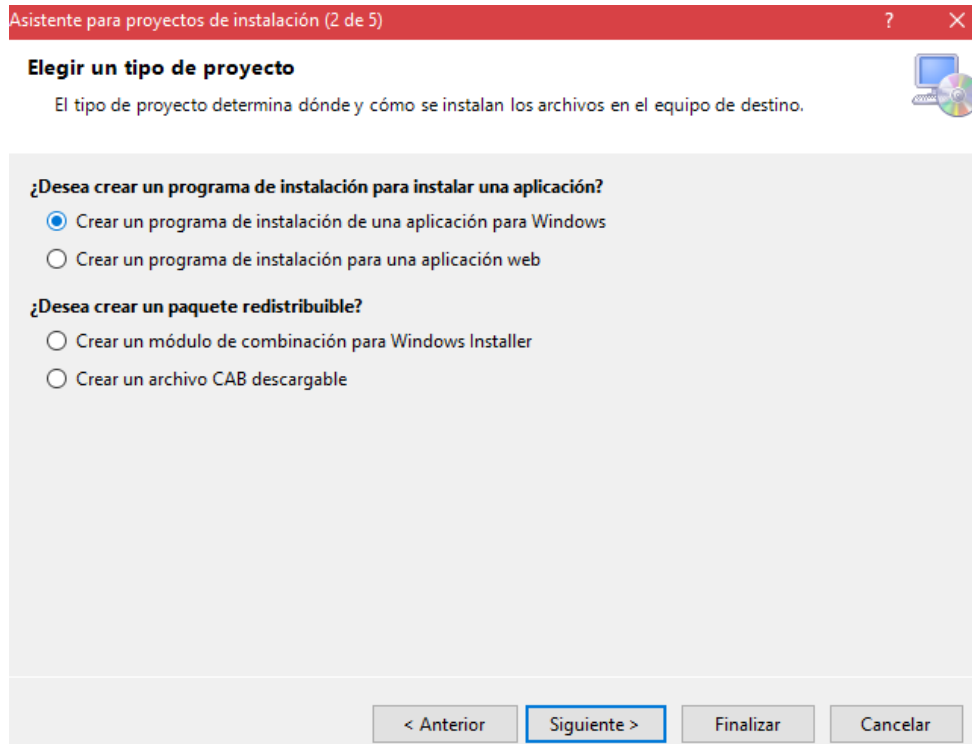 Asistente para proyectos de instalación (2 de 5)
?
Elegir un tipo de proyecto
El tipo de proyecto determina dónde y cómo se instalan los archivos en el equipo de destino.
¿Desea crear un programa de instalación para instalar una aplicación?
Crear un programa de instalación de una aplicación para Windows
Crear un programa de instalación para una aplicación web
¿Desea crear un paquete redistribuible?
Crear un módulo de combinación para Windows Installer
Crear un archivo CAB descargable
< Anterior Siguiente > Finalizar Cancelar